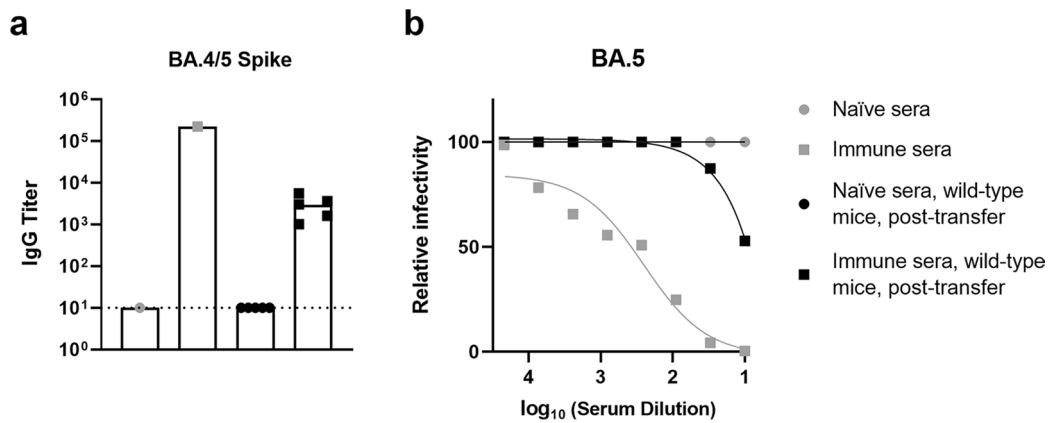 a
BA.4/5 Spike
IgG Titer
10⁶
10⁵
10⁴
10³
10²
10¹
10⁰
b
BA.5
Relative infectivity
100
50
0
4 3 2 1
log₁₀ (Serum Dilution)
Naïve sera
Immune sera
Naïve sera, wild-type
mice, post-transfer
Immune sera, wild-type
mice, post-transfer